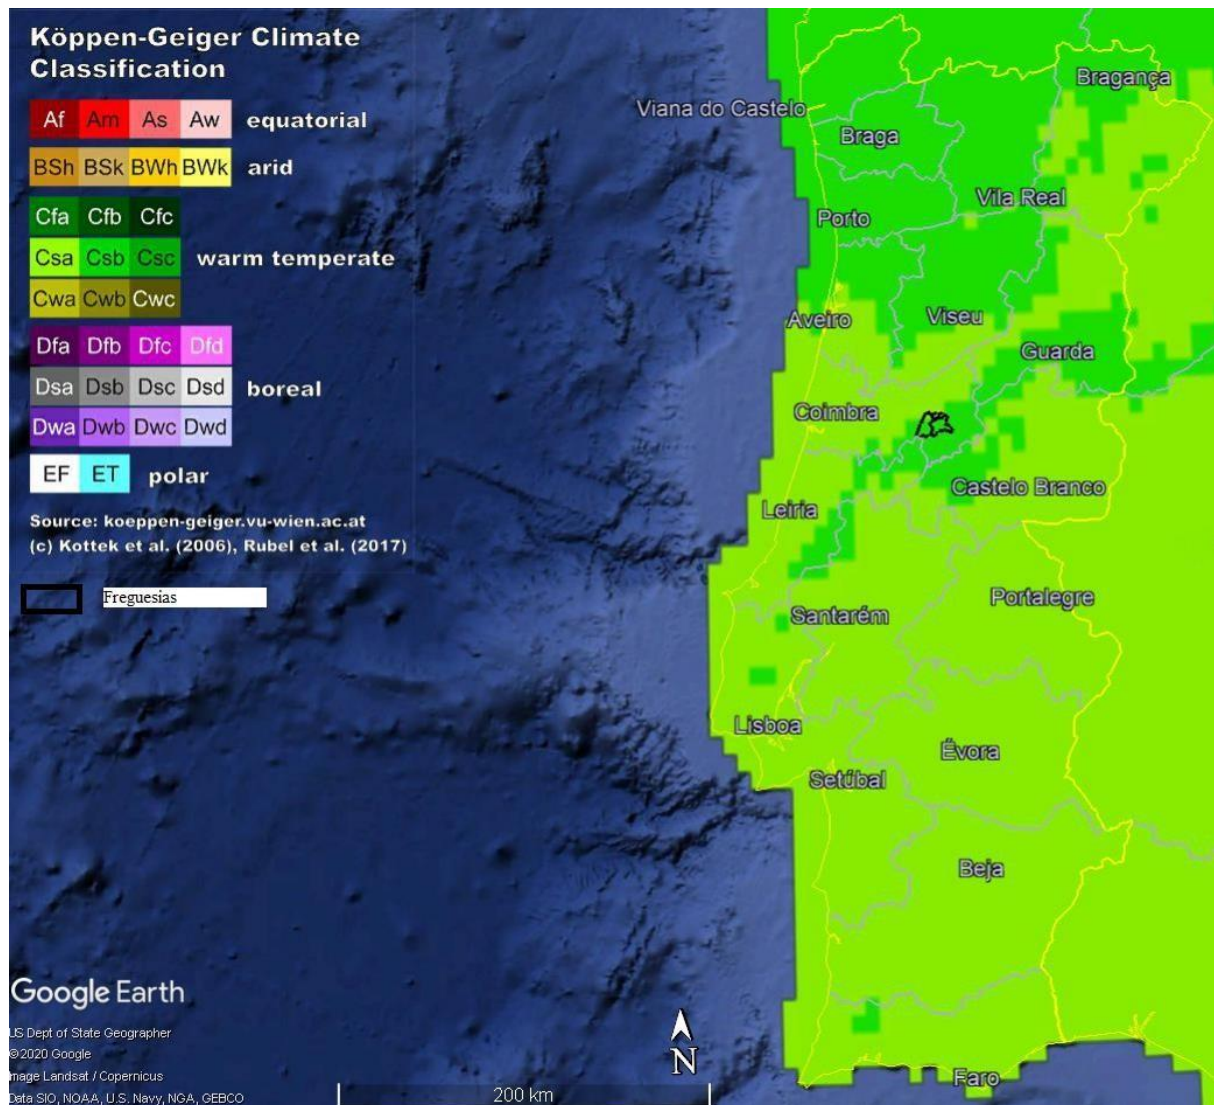 Köppen-Geiger Climate
Classification
Af Am As Aw equatorial
BSh BSk BWh BWk arid
Cfa Cfb Cfc
Csa Csb Csc warm temperate
Cwa Cwb Cwc
Dfa Dfb Dfc Dfd
Dsa Dsb Dsc Dsd boreal
Dwa Dwb Dwc Dwd
EF ET polar
Source: koeppen-geiger.vu-wien.ac.at
(c) Kottek et al. (2006), Rubel et al. (2017)
Freguesias
Bragança
Viana do Castelo
Braga
Vila Real
Porto
Aveiro
Viseu
Guarda
Coimbra
Castelo Branco
Leiria
Portalegre
Santarém
Lisboa
Évora
Setúbal
Beja
Faro
Google Earth
US Dept of State Geographer
©2020 Google
mage Landsat / Copernicus
Data SIO, NOAA, U.S. Navy, NGA, GEBCO
N
200 km